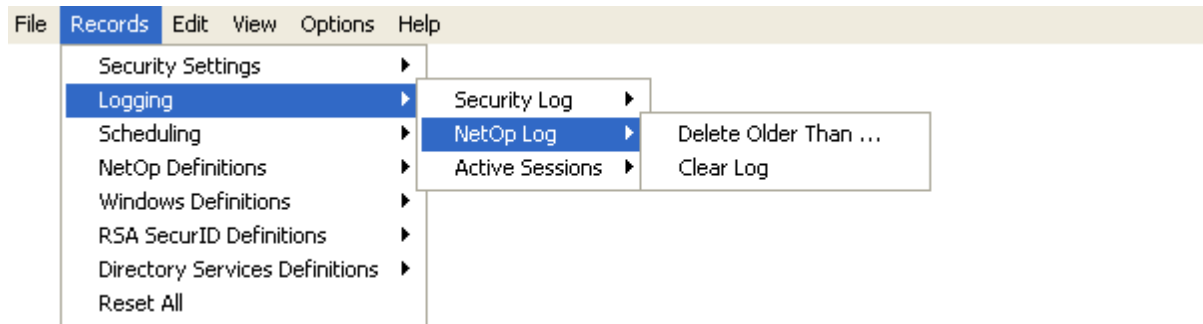 File Records Edit View Options Help
Security Settings
Logging Security Log
Scheduling NetOp Log Delete Older Than ...
NetOp Definitions Active Sessions Clear Log
Windows Definitions
RSA SecurID Definitions
Directory Services Definitions
Reset All